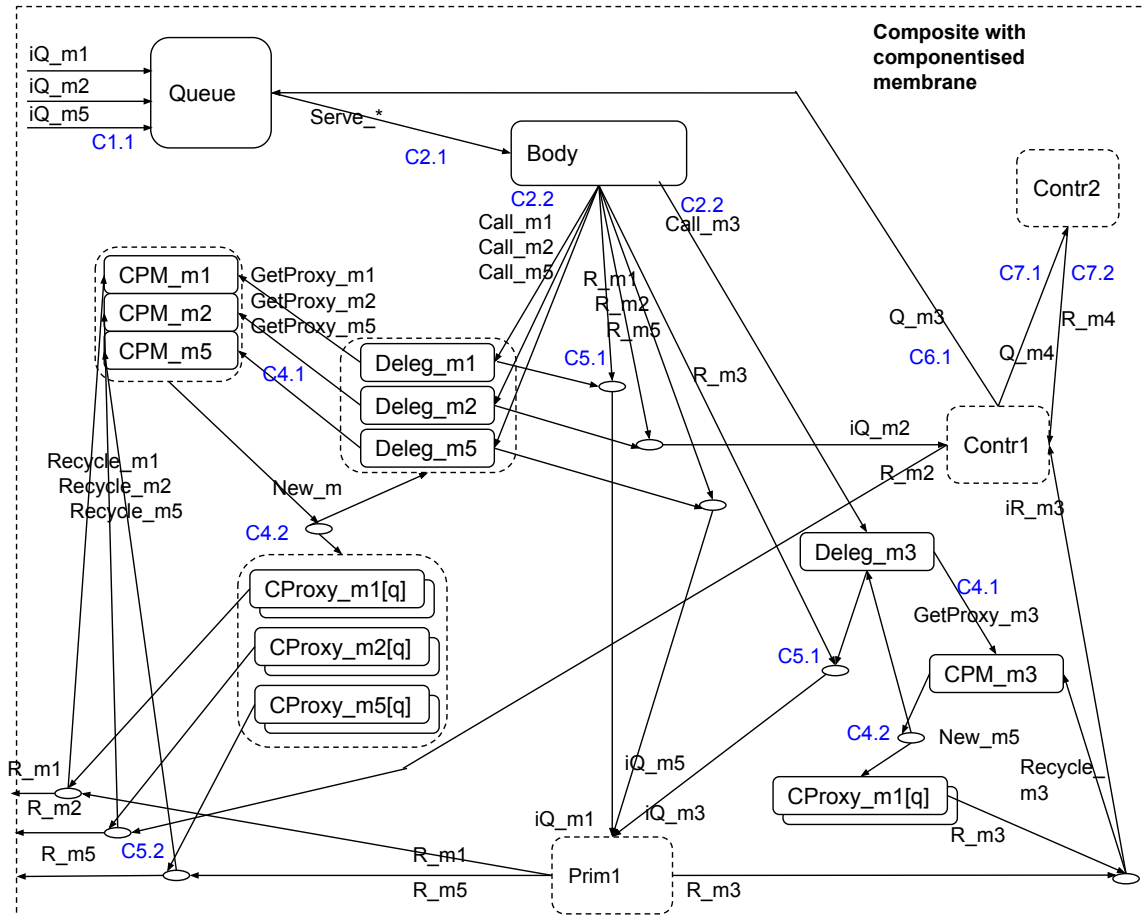 Composite with
componentised
membrane
iQ_m1
iQ_m2
iQ_m5
C1.1
Queue
Serve_*
C2.1
Body
C2.2
C2.2
Call_m1
Call_m2
Call_m5
Call_m3
Contr2
C7.1
C7.2
Q_m3
C6.1
R_m4
Q_m4
CPM_m1
CPM_m2
CPM_m5
GetProxy_m1
GetProxy_m2
GetProxy_m5
C4.1
R_m1
R_m2
R_m5
C5.1
R_m3
Deleg_m1
Deleg_m2
Deleg_m5
iQ_m2
Contr1
R_m2
iR_m3
Recycle_m1
Recycle_m2
Recycle_m5
New_m
C4.2
Deleg_m3
C4.1
GetProxy_m3
CProxy_m1[q]
CProxy_m2[q]
CProxy_m5[q]
C5.1
CPM_m3
C4.2
New_m5
Recycle_
m3
CProxy_m1[q]
R_m3
R_m1
R_m2
R_m5
C5.2
iQ_m5
iQ_m1
iQ_m3
R_m1
R_m5
Prim1
R_m3